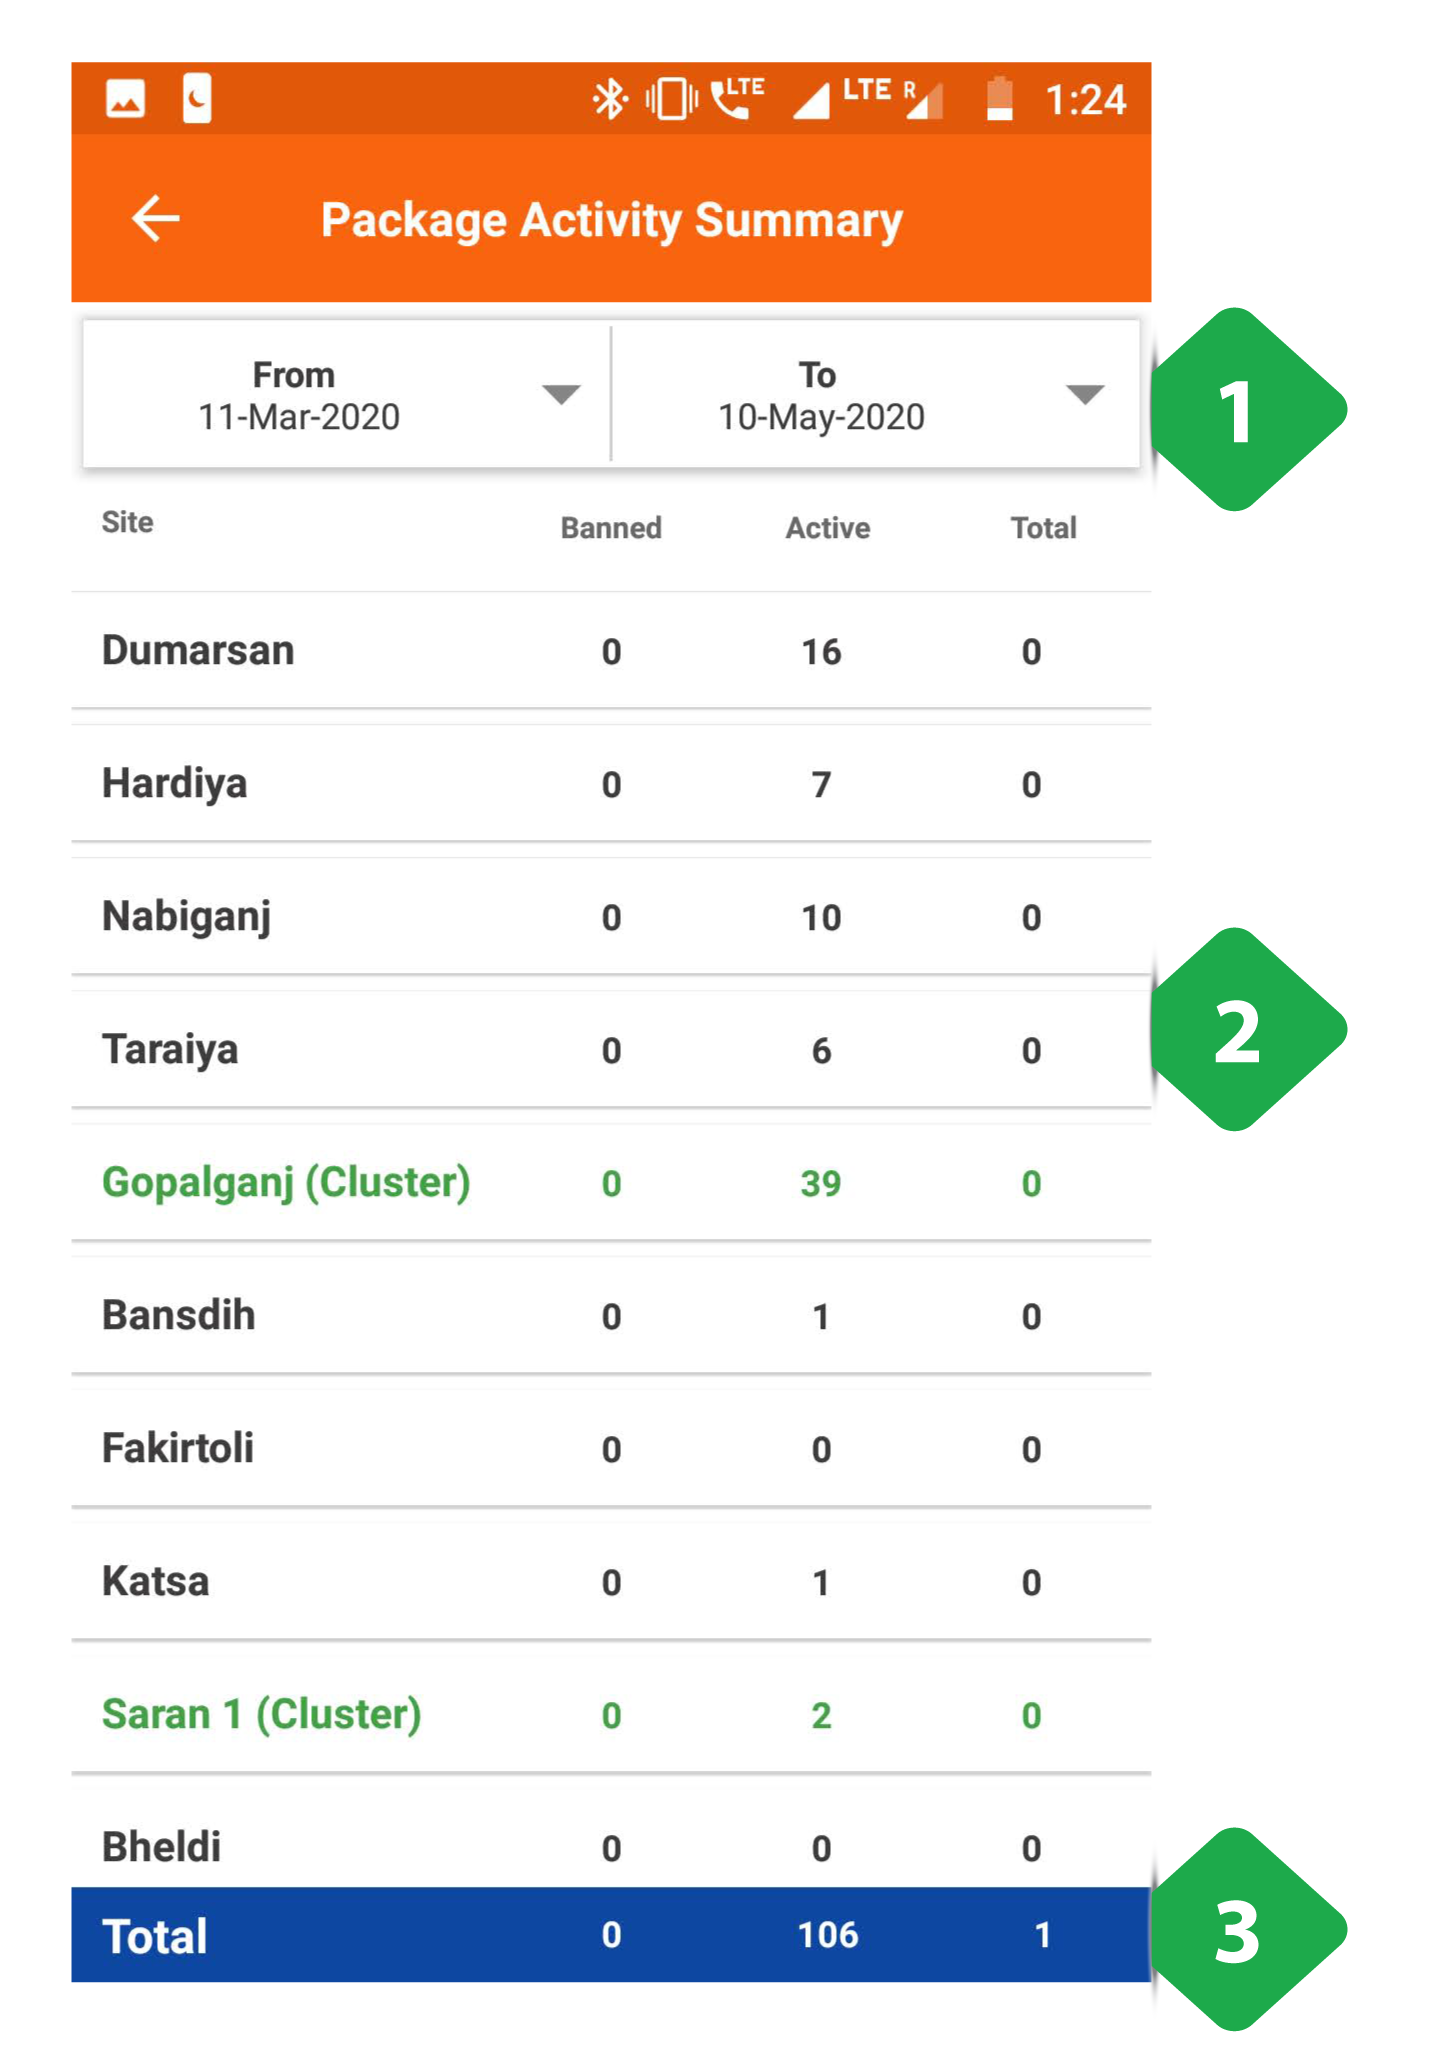 LTE LTE R 1:24
Package Activity Summary
From To
11-Mar-2020 10-May-2020
1
Site Banned Active Total
Dumarsan 0 16 0
Hardiya 0 7 0
Nabiganj 0 10 0
2
Taraiya 0 6 0
Gopalganj (Cluster) 0 39 0
Bansdih 0 1 0
Fakirtoli 0 0 0
Katsa 0 1 0
Saran 1 (Cluster) 0 2 0
Bheldi 0 0 0
Total 0 106 1
3